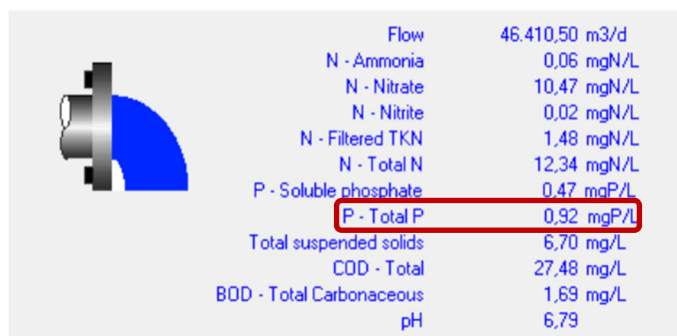 Flow 46.410,50 m3/d
N - Ammonia 0,06 mgN/L
N - Nitrate 10,47 mgN/L
N - Nitrite 0,02 mgN/L
N - Filtered TKN 1,48 mgN/L
N - Total N 12,34 mgN/L
P - Soluble phosphate 0,47 mgP/L
P - Total P 0,92 mgP/L
Total suspended solids 6,70 mg/L
COD - Total 27,48 mg/L
BOD - Total Carbonaceous 1,69 mg/L
pH 6,79